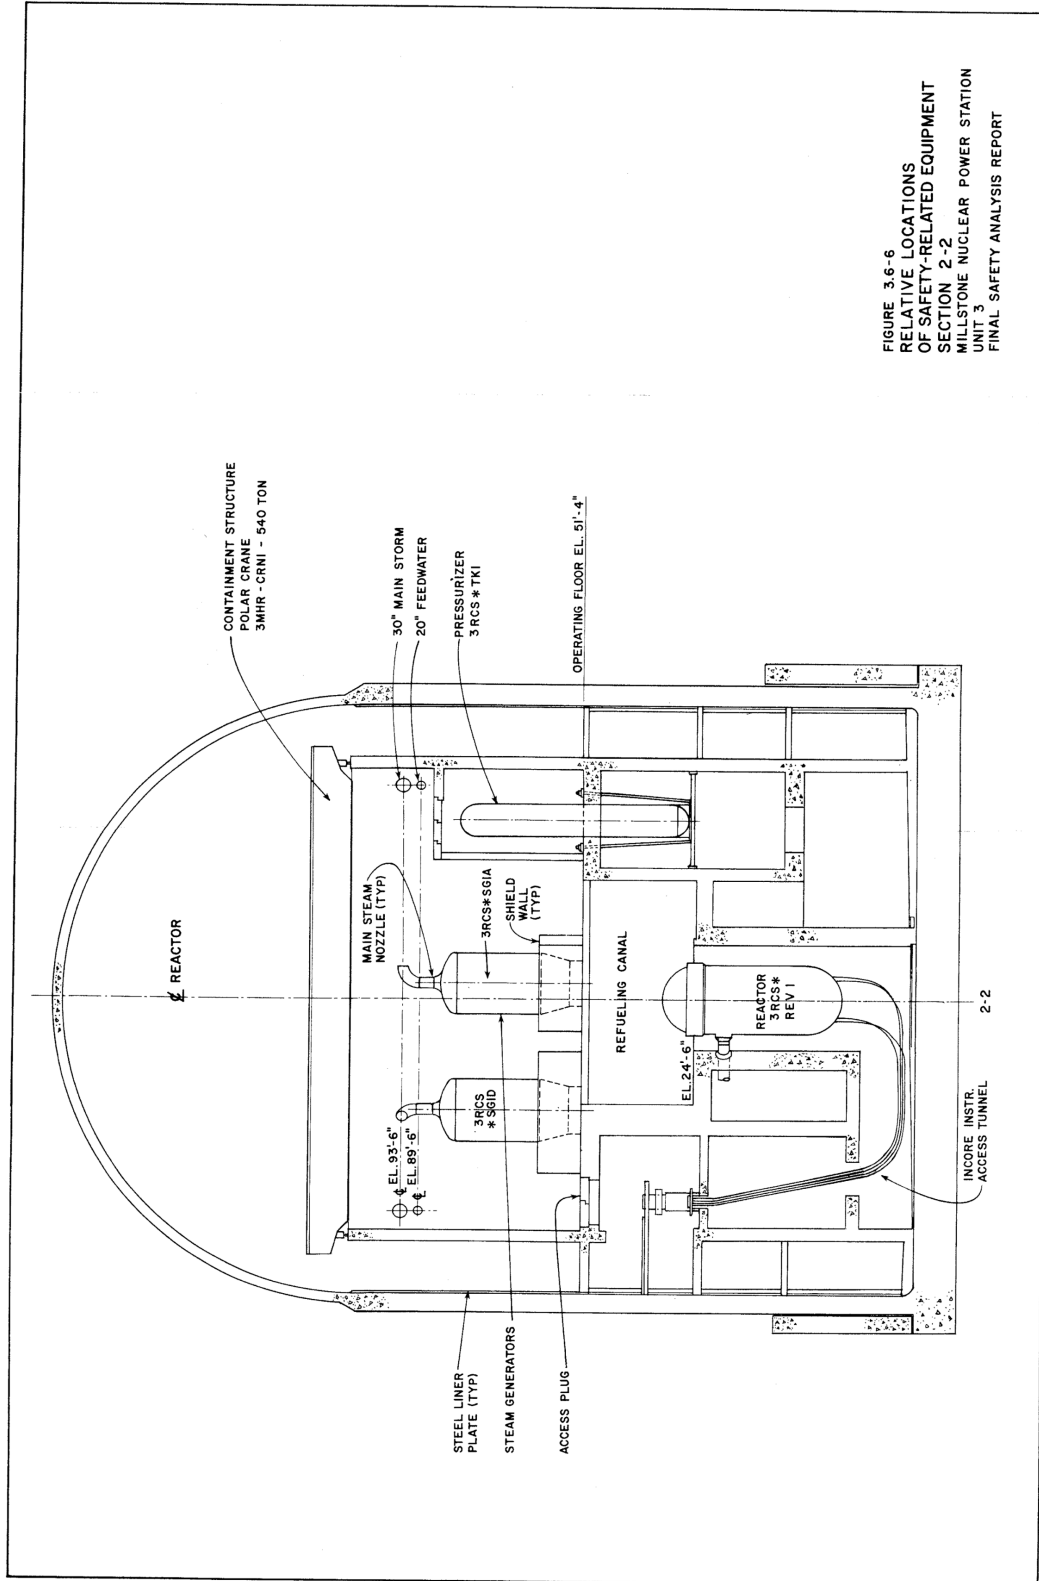 ℄ REACTOR
CONTAINMENT STRUCTURE
POLAR CRANE
3MHR-CRN1 - 540 TON
MAIN STEAM
NOZZLE (TYP)
30" MAIN STORM
20" FEEDWATER
PRESSURIZER
3RCS*TK1
OPERATING FLOOR EL. 51'-4"
℄ EL.93'-6"
℄ EL.89'-6"
3RCS
*SG1D
3RCS*SG1A
SHIELD
WALL
(TYP)
STEEL LINER
PLATE (TYP)
STEAM GENERATORS
ACCESS PLUG
REFUELING CANAL
EL.24'-6"
REACTOR
3RCS*
REV1
INCORE INSTR.
ACCESS TUNNEL
2-2
FIGURE 3.6-6
RELATIVE LOCATIONS
OF SAFETY-RELATED EQUIPMENT
SECTION 2-2
MILLSTONE NUCLEAR POWER STATION
UNIT 3
FINAL SAFETY ANALYSIS REPORT